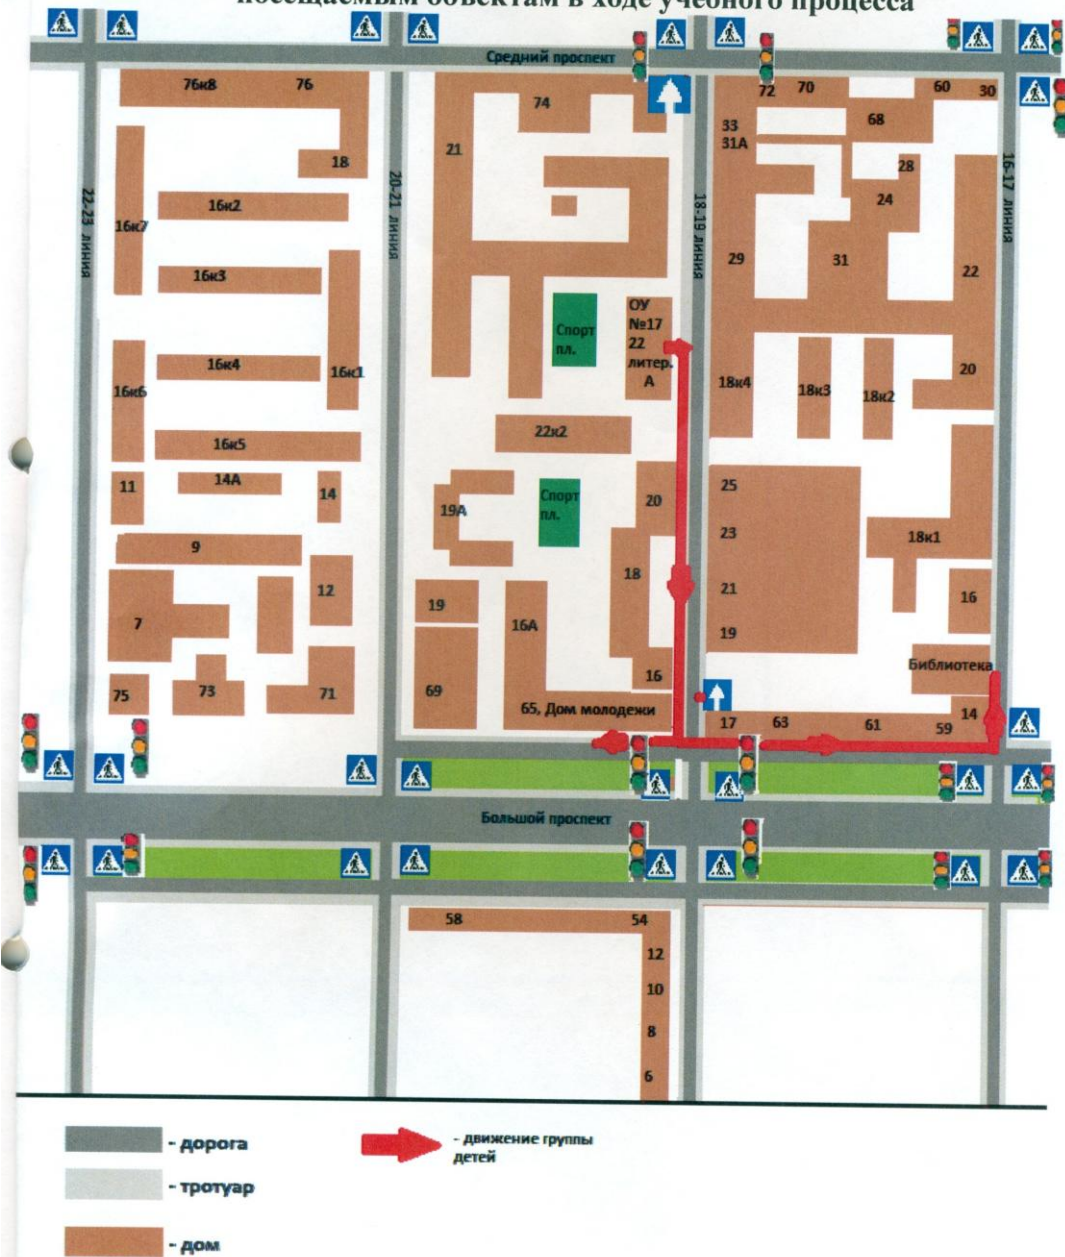 посещаемым объектам в ходе учебного процесса
Средний проспект
76к8
76
74
72
70
60
30
68
33
31А
21
18
28
24
16к2
16к7
22-23 линия
20-21 линия
18-19 линия
16-17 линия
16к3
29
31
22
ОУ
№17
22
литер.
А
Спорт
пл.
16к4
16к1
16к6
18к4
18к3
18к2
20
22к2
16к5
14А
11
14
19А
Спорт
пл.
20
25
23
18к1
9
12
18
21
16
7
19
16А
19
Библиотека
16
75
73
71
69
65, Дом молодежи
17
63
61
59
14
Большой проспект
58
54
12
10
8
6
- дорога
- движение группы
детей
- тротуар
- дом